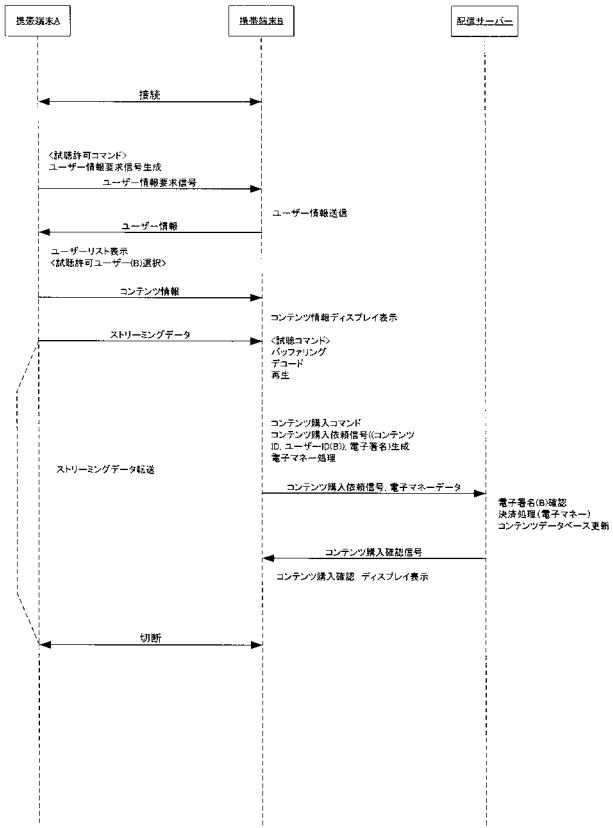 携帯端末A
携帯端末B
配信サーバー
接続
<試聴許可コマンド>
ユーザー情報要求信号生成
ユーザー情報要求信号
ユーザー情報送信
ユーザー情報
ユーザーリスト表示
<試聴許可ユーザー(B)選択>
コンテンツ情報
コンテンツ情報ディスプレイ表示
ストリーミングデータ
<試聴コマンド>
バッファリング
デコード
再生
コンテンツ購入コマンド
コンテンツ購入依頼信号((コンテンツ
ID, ユーザーID(B)), 電子署名)生成
電子マネー処理
ストリーミングデータ転送
コンテンツ購入依頼信号, 電子マネーデータ
電子署名(B)確認
決済処理(電子マネー)
コンテンツデータベース更新
コンテンツ購入確認信号
コンテンツ購入確認 ディスプレイ表示
切断